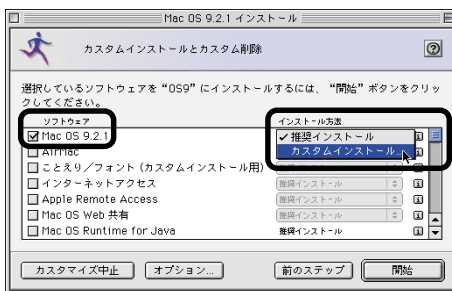 Mac OS 9.2.1 インストール
カスタムインストールとカスタム削除
選択しているソフトウェアを “OS9” にインストールするには、“開始” ボタンをクリックしてください。
ソフトウェア インストール方法
Mac OS 9.2.1 ✓推奨インストール
カスタムインストール...
AirMac
ことえり／フォント (カスタムインストール用) 推奨インストール
インターネットアクセス 推奨インストール
Apple Remote Access 推奨インストール
Mac OS Web 共有 推奨インストール
Mac OS Runtime for Java 推奨インストール
カスタマイズ中止 オプション... 前のステップ 開始